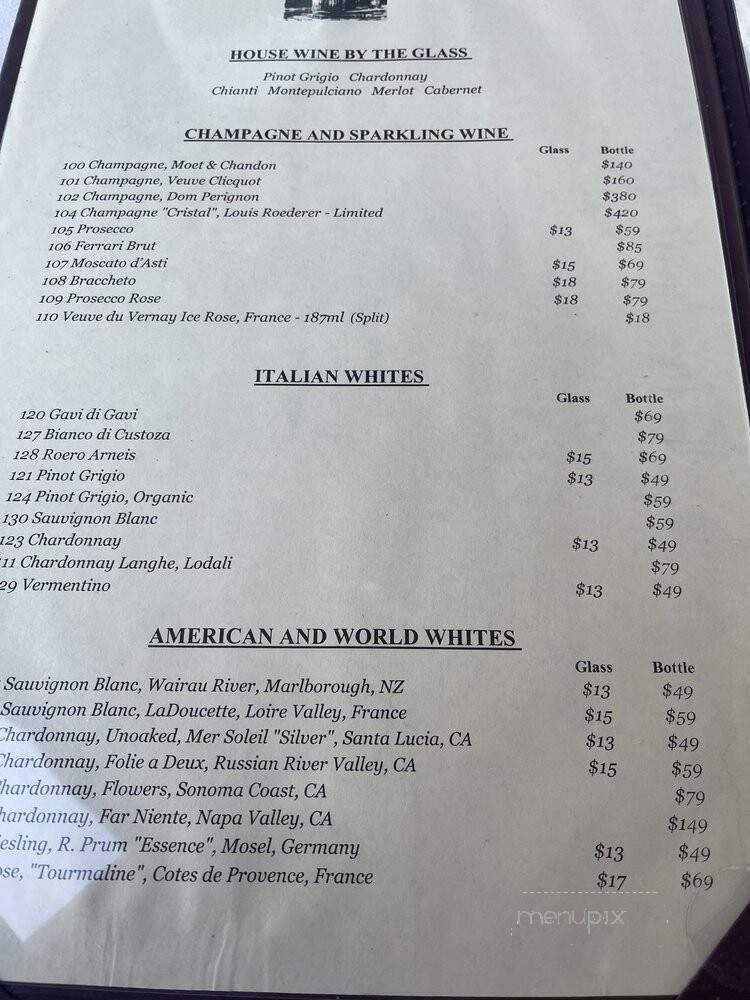 HOUSE WINE BY THE GLASS
Pinot Grigio Chardonnay
Chianti Montepulciano Merlot Cabernet
CHAMPAGNE AND SPARKLING WINE
Glass Bottle
100 Champagne, Moet & Chandon $140
101 Champagne, Veuve Clicquot $160
102 Champagne, Dom Perignon $380
104 Champagne "Cristal", Louis Roederer - Limited $420
105 Prosecco $13 $59
106 Ferrari Brut $85
107 Moscato d'Asti $15 $69
108 Braccheto $18 $79
109 Prosecco Rose $18 $79
110 Veuve du Vernay Ice Rose, France - 187ml (Split) $18
ITALIAN WHITES
Glass Bottle
120 Gavi di Gavi $69
127 Bianco di Custoza $79
128 Roero Arneis $15 $69
121 Pinot Grigio $13 $49
124 Pinot Grigio, Organic $59
130 Sauvignon Blanc $59
123 Chardonnay $13 $49
11 Chardonnay Langhe, Lodali $79
29 Vermentino $13 $49
AMERICAN AND WORLD WHITES
Glass Bottle
Sauvignon Blanc, Wairau River, Marlborough, NZ $13 $49
Sauvignon Blanc, LaDoucette, Loire Valley, France $15 $59
Chardonnay, Unoaked, Mer Soleil "Silver", Santa Lucia, CA $13 $49
Chardonnay, Folie a Deux, Russian River Valley, CA $15 $59
hardonnay, Flowers, Sonoma Coast, CA $79
hardonnay, Far Niente, Napa Valley, CA $149
esling, R. Prum "Essence", Mosel, Germany $13 $49
ose, "Tourmaline", Cotes de Provence, France $17 $69
menupix